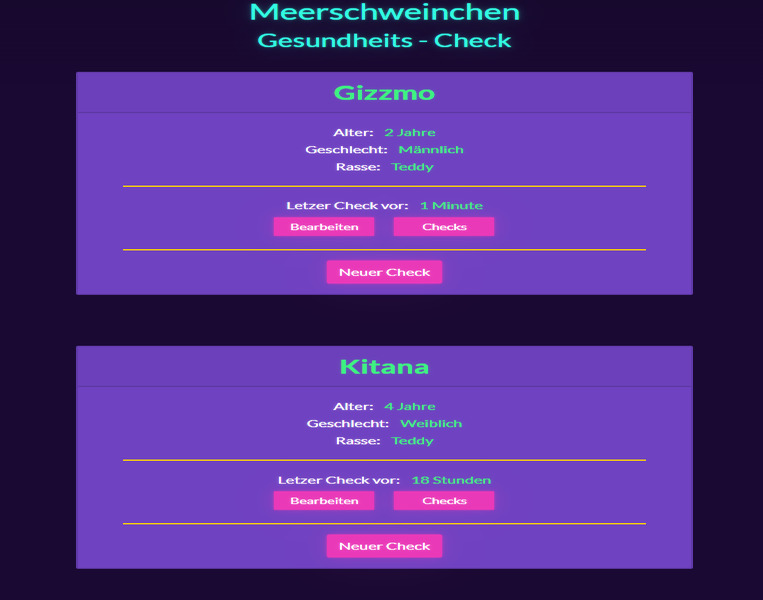 Meerschweinchen
Gesundheits - Check
Gizzmo
Alter: 2 Jahre
Geschlecht: Männlich
Rasse: Teddy
Letzer Check vor: 1 Minute
Bearbeiten Checks
Neuer Check
Kitana
Alter: 4 Jahre
Geschlecht: Weiblich
Rasse: Teddy
Letzer Check vor: 18 Stunden
Bearbeiten Checks
Neuer Check